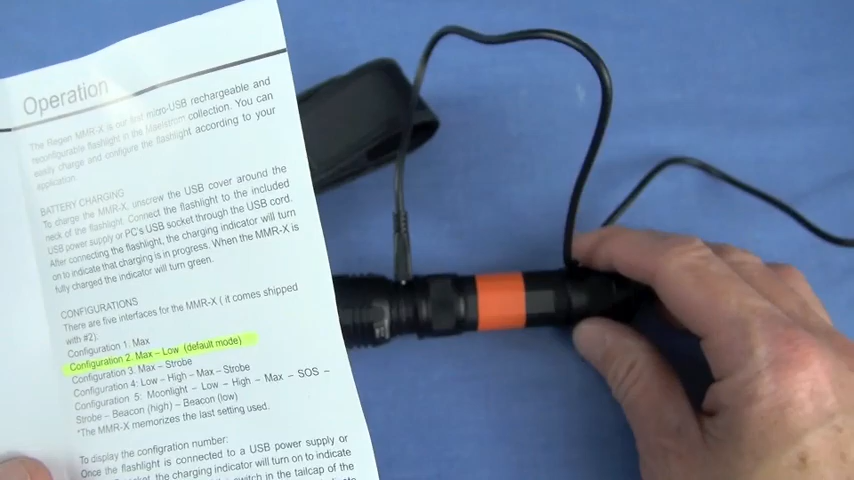 Operation
The Regen MMR-X is our first micro-USB rechargeable and
reconfigurable flashlight in the Maelstrom collection. You can
easily charge and configure the flashlight according to your
application.
BATTERY CHARGING
To charge the MMR-X, unscrew the USB cover around the
neck of the flashlight. Connect the flashlight to the included
USB power supply or PC's USB socket through the USB cord.
After connecting the flashlight, the charging indicator will turn
on to indicate that charging is in progress. When the MMR-X is
fully charged the indicator will turn green.
CONFIGURATIONS
There are five interfaces for the MMR-X ( it comes shipped
with #2).
Configuration 1: Max
Configuration 2: Max – Low (default mode)
Configuration 3: Max – Strobe
Configuration 4: Low – High – Max – Strobe
Configuration 5: Moonlight – Low – High – Max – SOS –
Strobe – Beacon (high) – Beacon (low)
*The MMR-X memorizes the last setting used.
To display the configration number:
Once the flashlight is connected to a USB power supply or
the charging indicator will turn on to indicate
switch in the tailcap of the